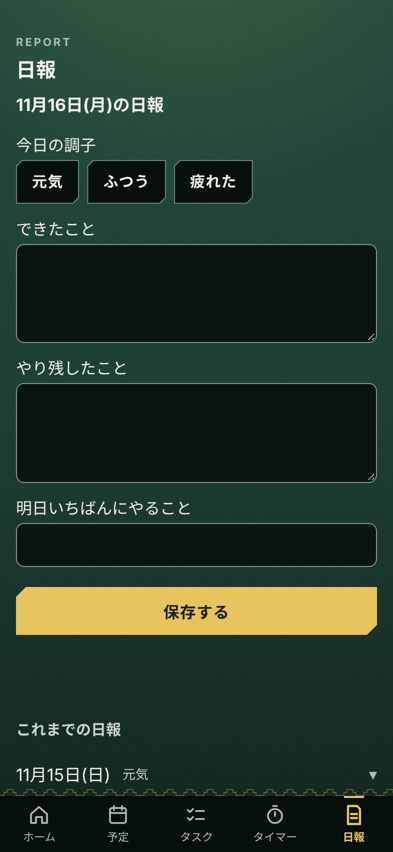 REPORT
日報
11月16日(月)の日報
今日の調子
元気 ふつう 疲れた
できたこと
やり残したこと
明日いちばんにやること
保存する
これまでの日報
11月15日(日) 元気 ▼
ホーム 予定 タスク タイマー 日報